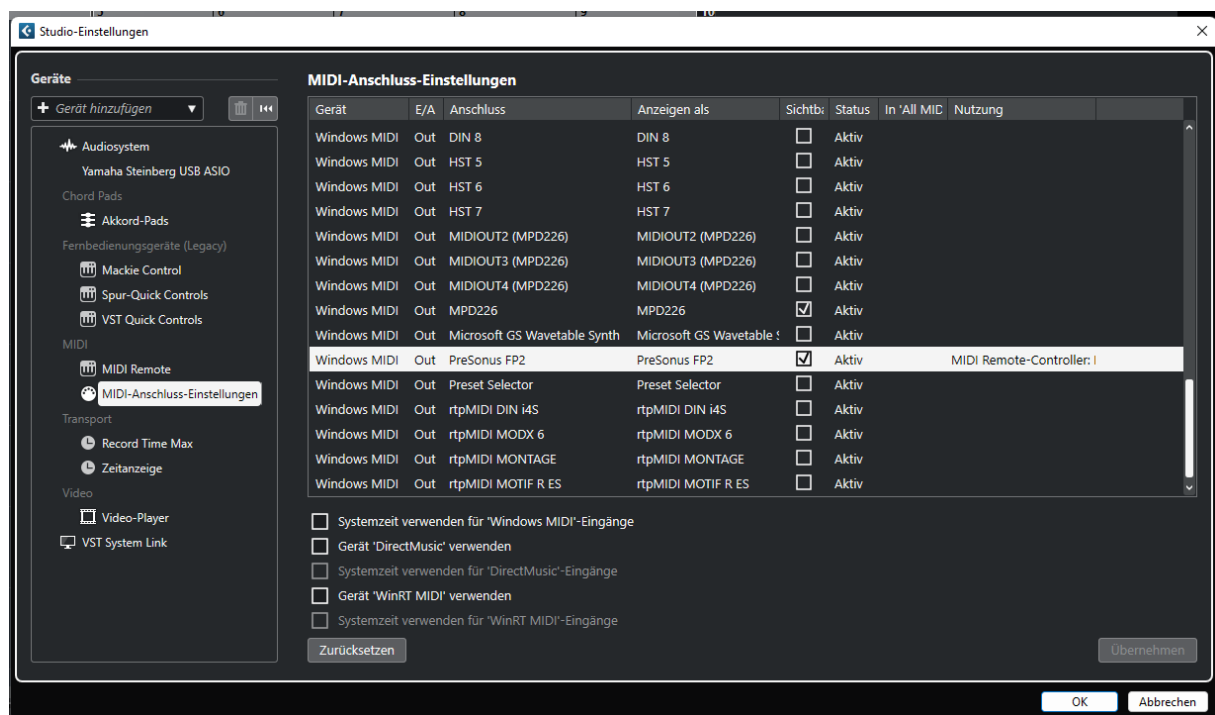 5 6 7 8 9 10
Studio-Einstellungen
Geräte
+ Gerät hinzufügen
Audiosystem
Yamaha Steinberg USB ASIO
Chord Pads
Akkord-Pads
Fernbedienungsgeräte (Legacy)
Mackie Control
Spur-Quick Controls
VST Quick Controls
MIDI
MIDI Remote
MIDI-Anschluss-Einstellungen
Transport
Record Time Max
Zeitanzeige
Video
Video-Player
VST System Link
MIDI-Anschluss-Einstellungen
Gerät E/A Anschluss Anzeigen als Sichtba Status In 'All MID Nutzung
Windows MIDI Out DIN 8 DIN 8 Aktiv
Windows MIDI Out HST 5 HST 5 Aktiv
Windows MIDI Out HST 6 HST 6 Aktiv
Windows MIDI Out HST 7 HST 7 Aktiv
Windows MIDI Out MIDIOUT2 (MPD226) MIDIOUT2 (MPD226) Aktiv
Windows MIDI Out MIDIOUT3 (MPD226) MIDIOUT3 (MPD226) Aktiv
Windows MIDI Out MIDIOUT4 (MPD226) MIDIOUT4 (MPD226) Aktiv
Windows MIDI Out MPD226 MPD226 Aktiv
Windows MIDI Out Microsoft GS Wavetable Synth Microsoft GS Wavetable S Aktiv
Windows MIDI Out PreSonus FP2 PreSonus FP2 Aktiv MIDI Remote-Controller:
Windows MIDI Out Preset Selector Preset Selector Aktiv
Windows MIDI Out rtpMIDI DIN i4S rtpMIDI DIN i4S Aktiv
Windows MIDI Out rtpMIDI MODX 6 rtpMIDI MODX 6 Aktiv
Windows MIDI Out rtpMIDI MONTAGE rtpMIDI MONTAGE Aktiv
Windows MIDI Out rtpMIDI MOTIF R ES rtpMIDI MOTIF R ES Aktiv
Systemzeit verwenden für 'Windows MIDI'-Eingänge
Gerät 'DirectMusic' verwenden
Systemzeit verwenden für 'DirectMusic'-Eingänge
Gerät 'WinRT MIDI' verwenden
Systemzeit verwenden für 'WinRT MIDI'-Eingänge
Zurücksetzen
Übernehmen
OK
Abbrechen